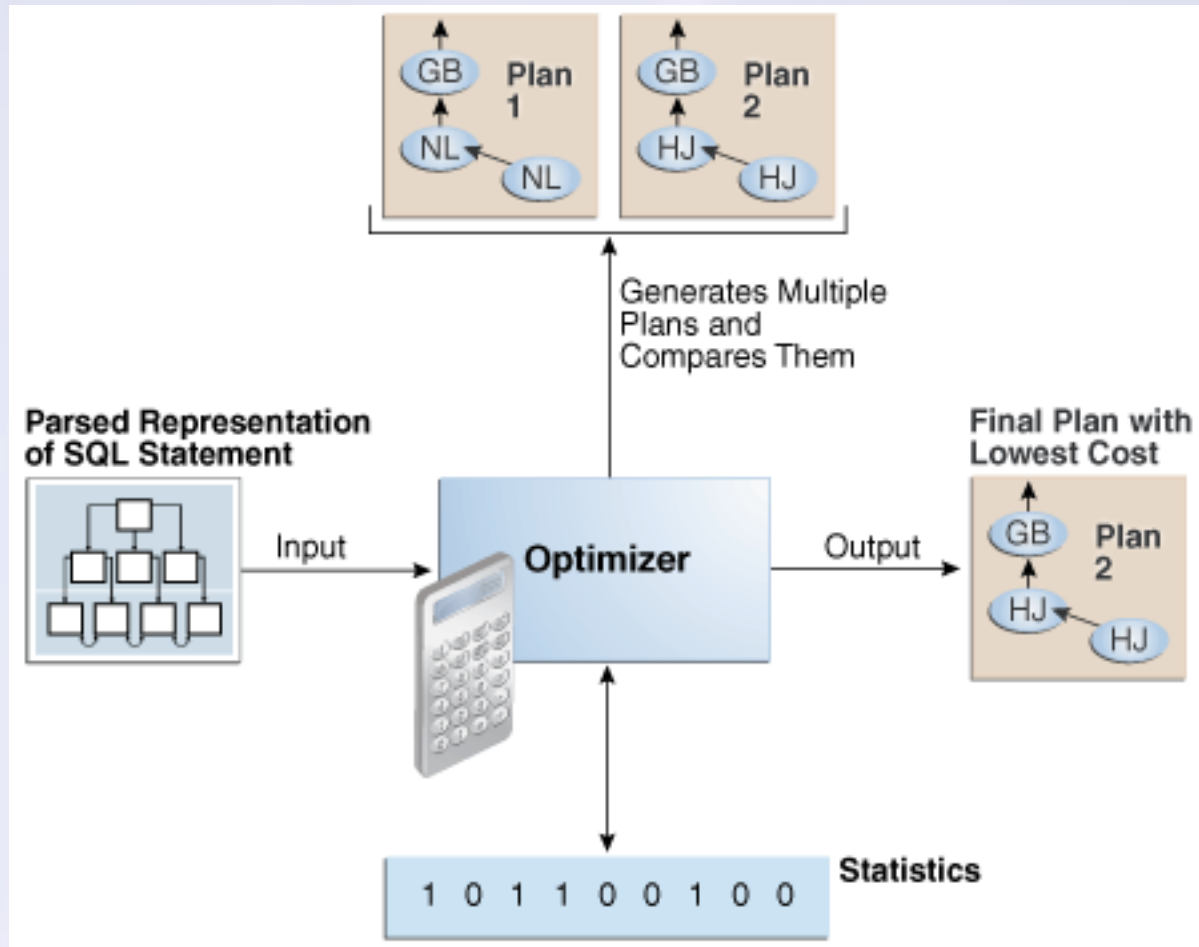 GB
Plan
1
NL
NL
GB
Plan
2
HJ
HJ
Generates Multiple
Plans and
Compares Them
Parsed Representation
of SQL Statement
Input
Optimizer
Output
Final Plan with
Lowest Cost
GB
Plan
2
HJ
HJ
Statistics
1 0 1 1 0 0 1 0 0